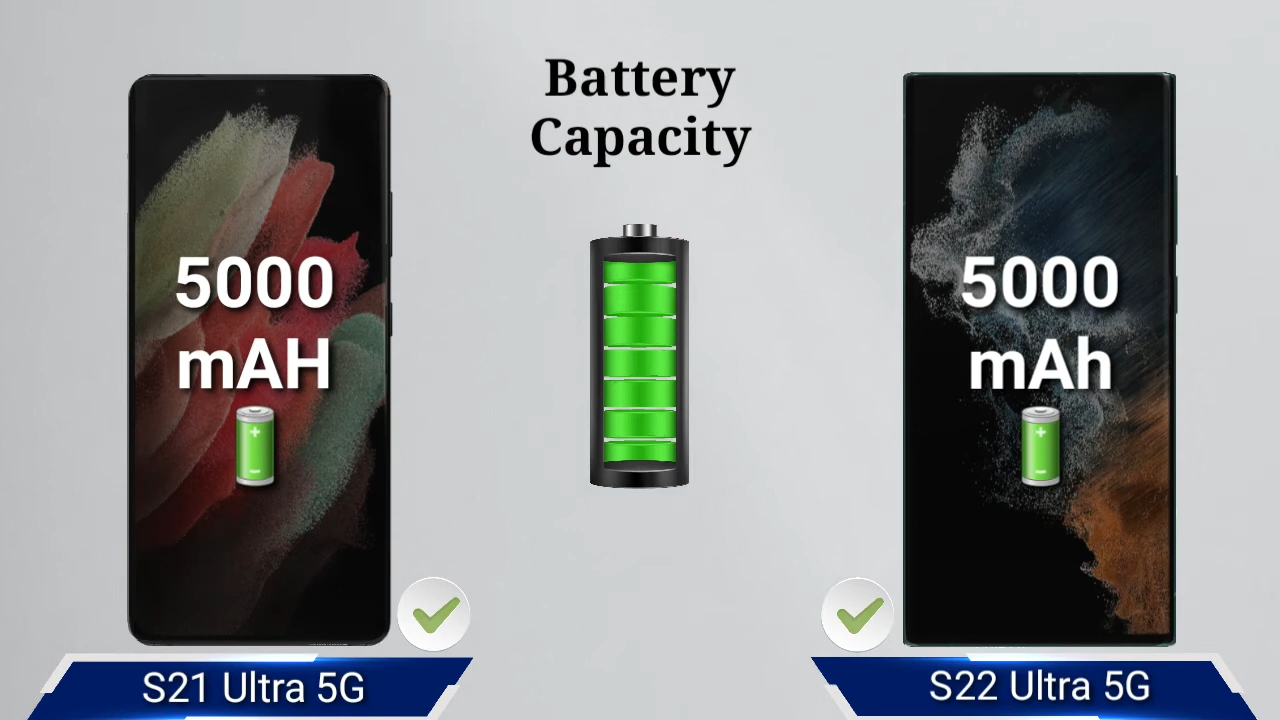 Battery
Capacity
5000
mAH
5000
mAh
S21 Ultra 5G
S22 Ultra 5G